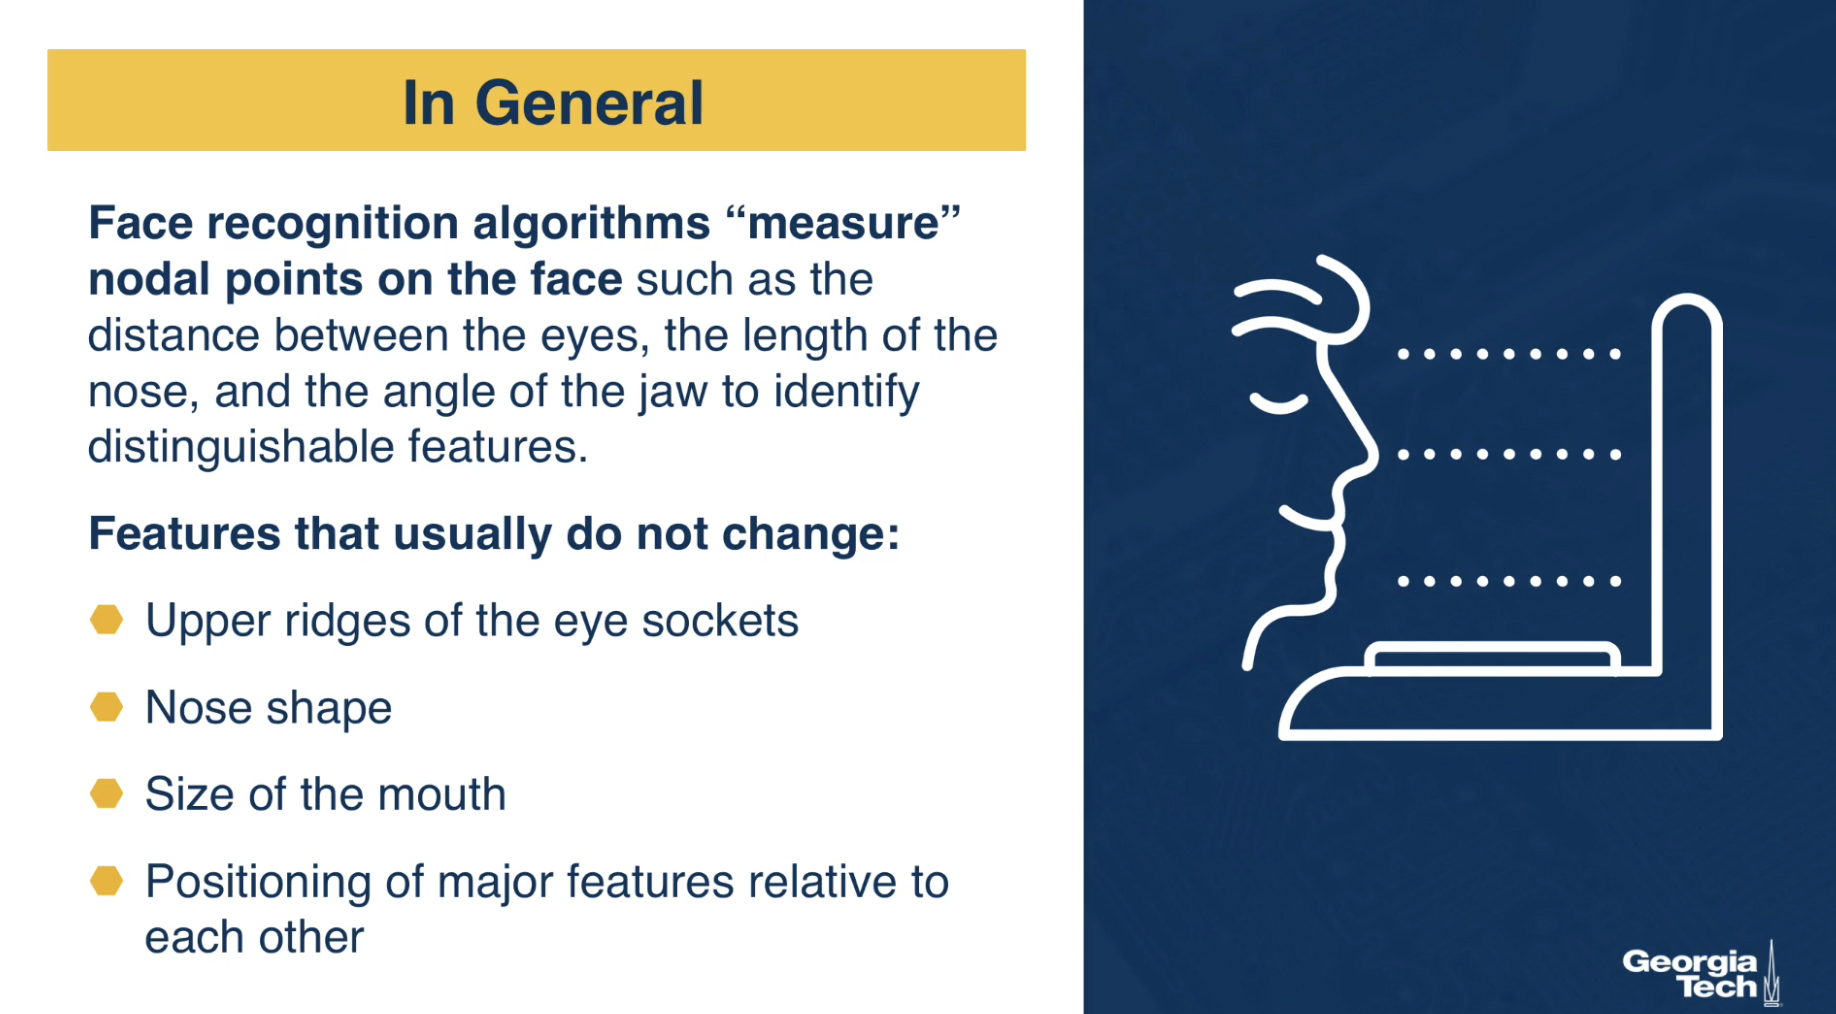 In General
Face recognition algorithms “measure”
nodal points on the face such as the
distance between the eyes, the length of the
nose, and the angle of the jaw to identify
distinguishable features.
Features that usually do not change:
Upper ridges of the eye sockets
Nose shape
Size of the mouth
Positioning of major features relative to
each other
Georgia
Tech